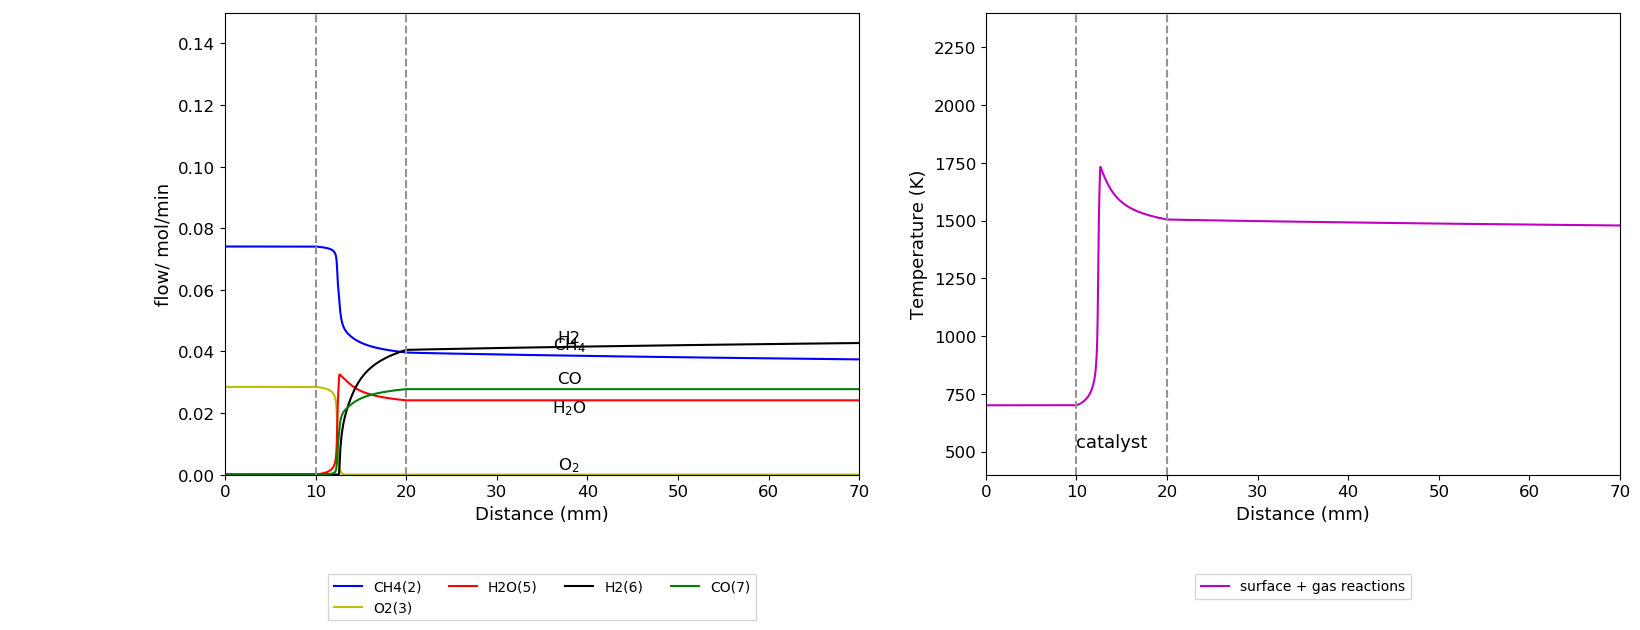 flow/ mol/min
0.14
0.12
0.10
0.08
0.06
0.04
0.02
0.00
H2
CH₄
CO
H₂O
O₂
0 10 20 30 40 50 60 70
Distance (mm)
CH4(2) H2O(5) H2(6) CO(7)
O2(3)
Temperature (K)
2250
2000
1750
1500
1250
1000
750
500
catalyst
0 10 20 30 40 50 60 70
Distance (mm)
surface + gas reactions